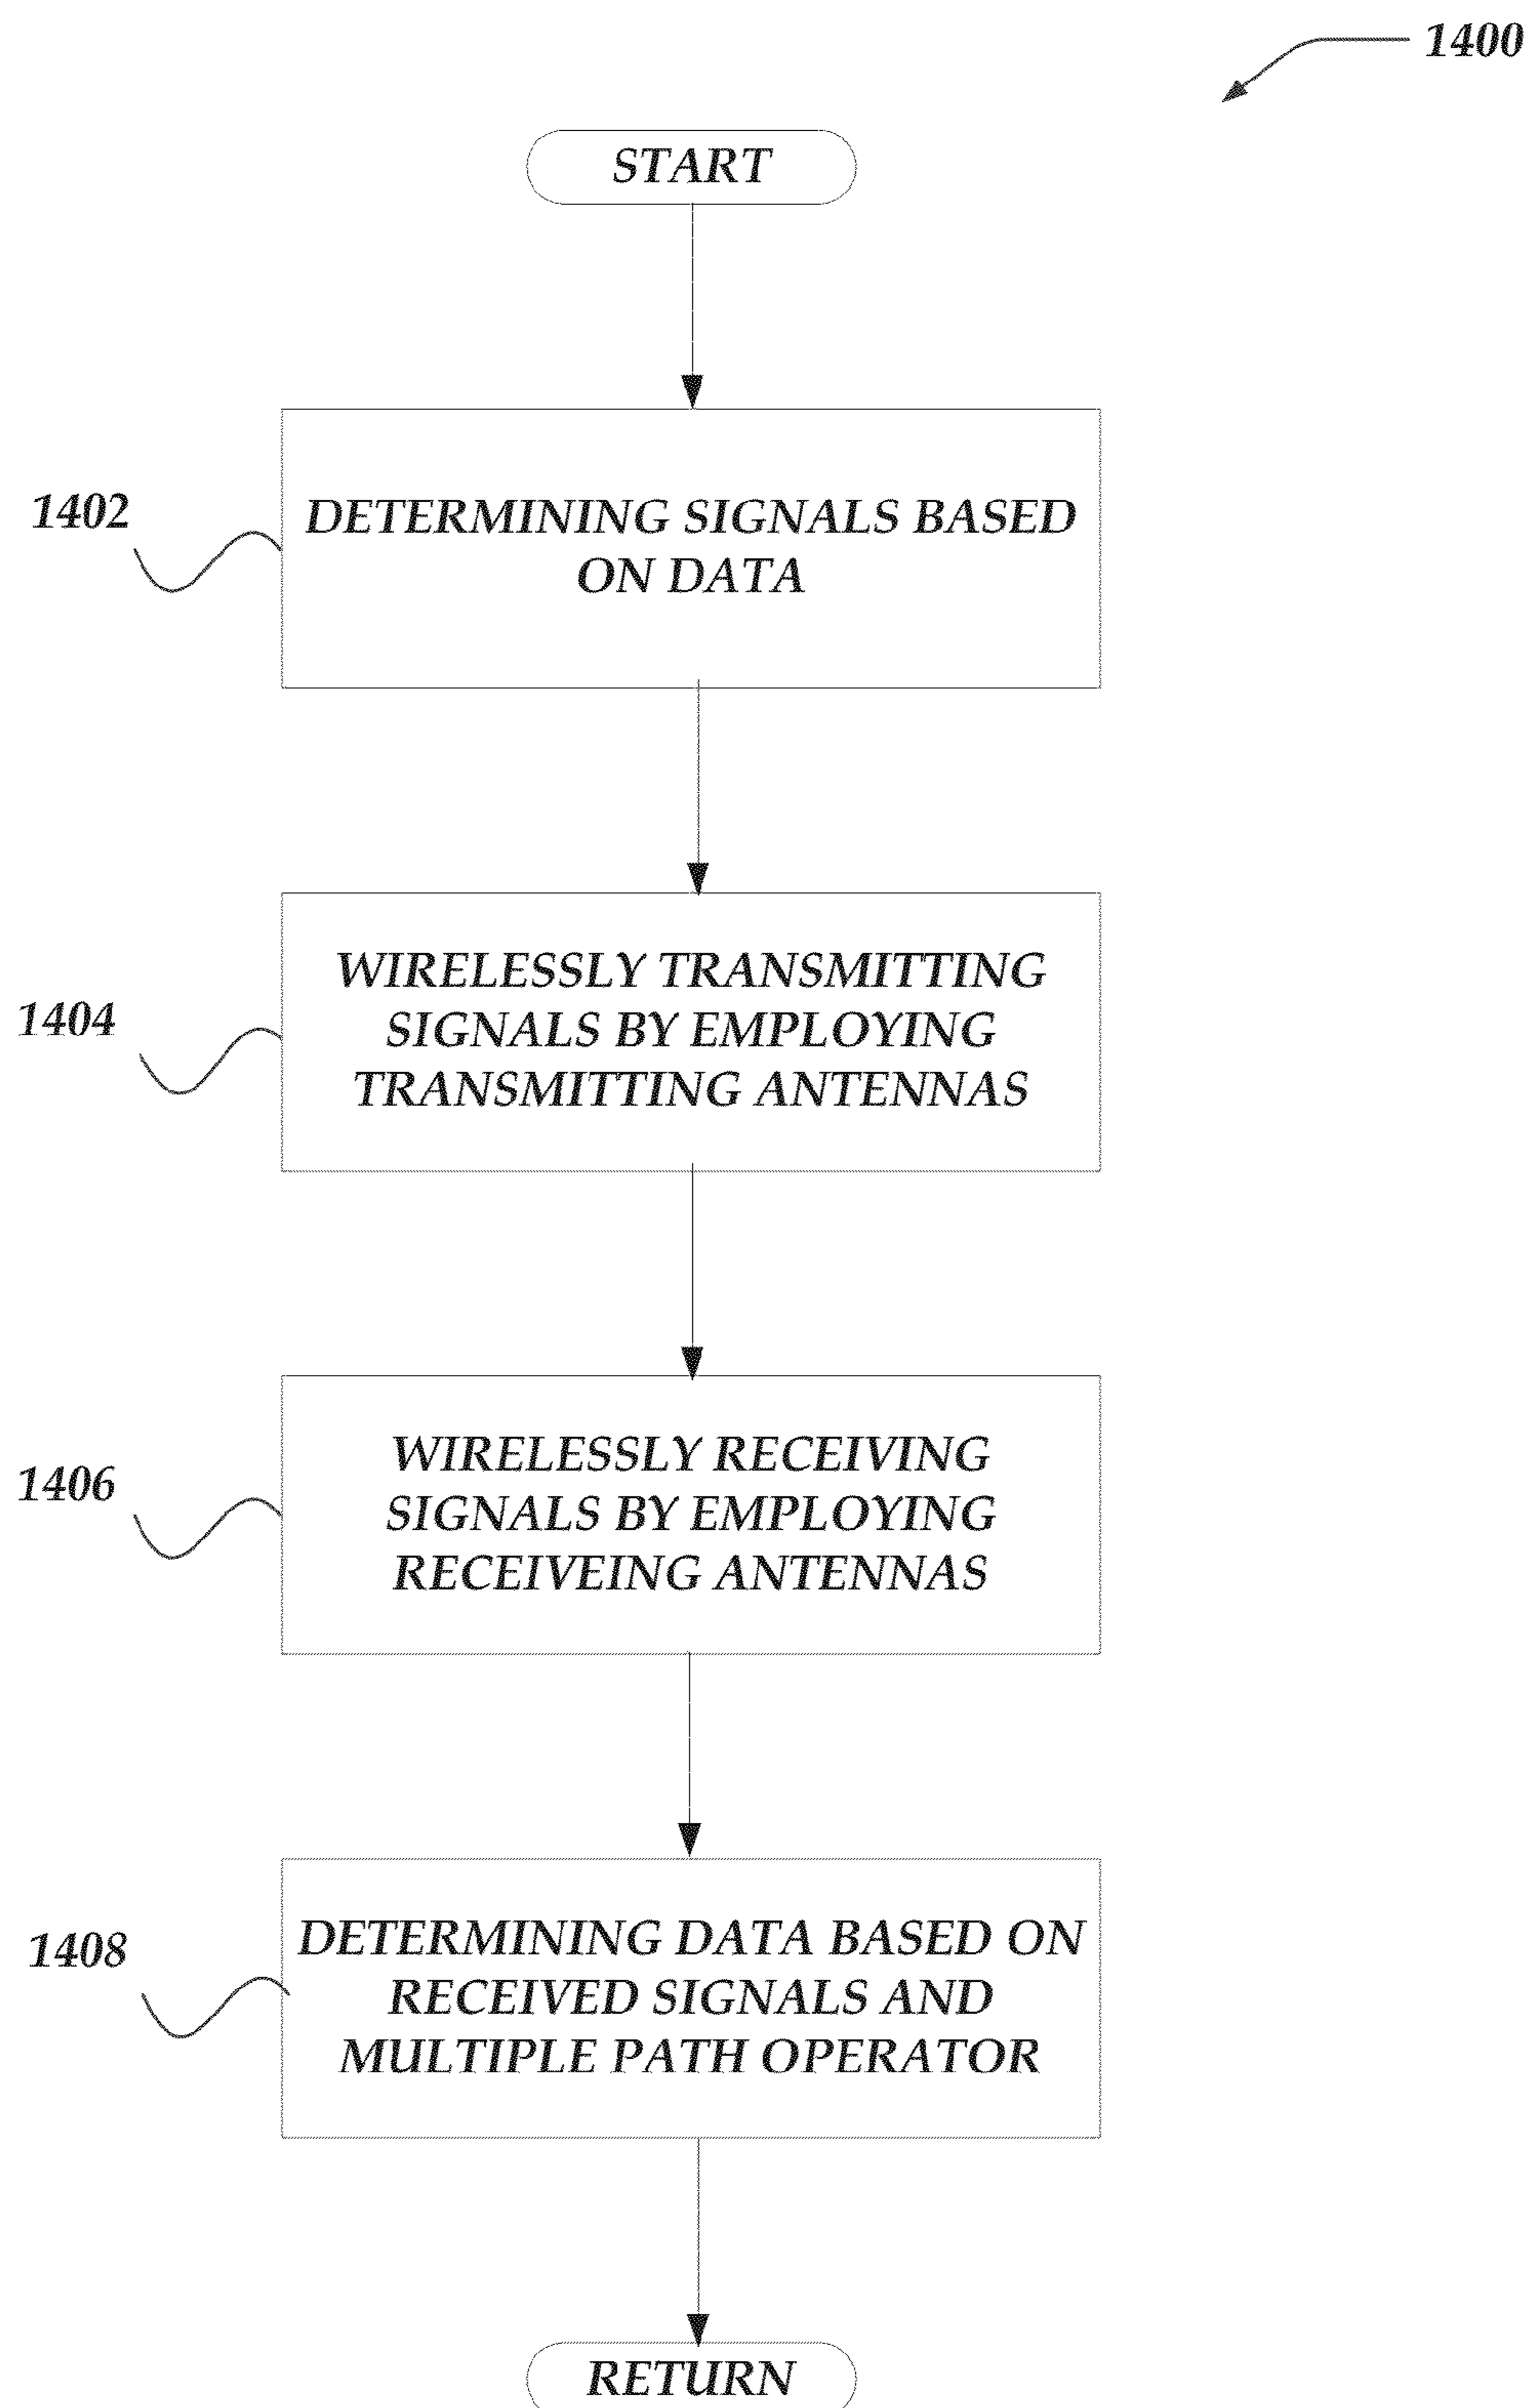 1400
START
1402
DETERMINING SIGNALS BASED
ON DATA
1404
WIRELESSLY TRANSMITTING
SIGNALS BY EMPLOYING
TRANSMITTING ANTENNAS
1406
WIRELESSLY RECEIVING
SIGNALS BY EMPLOYING
RECEIVEING ANTENNAS
1408
DETERMINING DATA BASED ON
RECEIVED SIGNALS AND
MULTIPLE PATH OPERATOR
RETURN